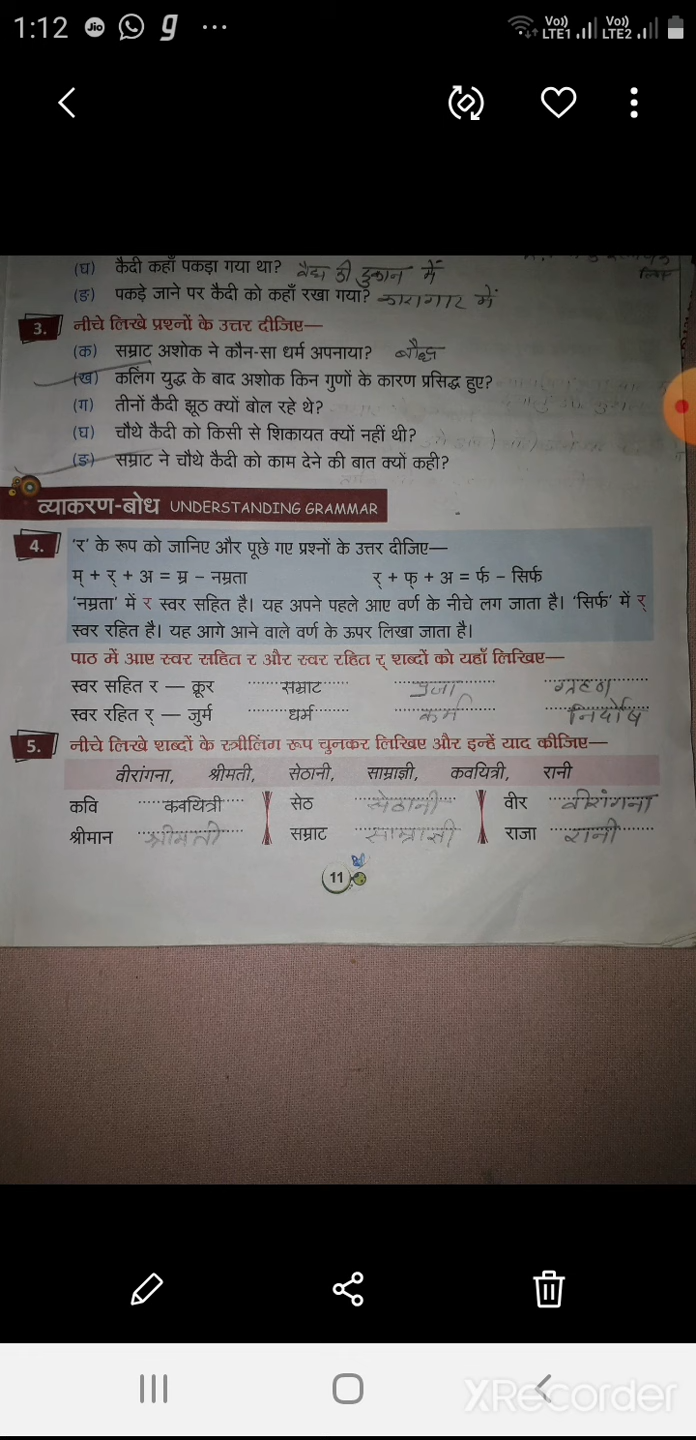 1:12 Jio g ... Vo)) LTE1 Vo)) LTE2
(घ) कैदी कहाँ पकड़ा गया था? वैद्य की दुकान में
(ङ) पकड़े जाने पर कैदी को कहाँ रखा गया? कारागार में
3. नीचे लिखे प्रश्नों के उत्तर दीजिए—
(क) सम्राट अशोक ने कौन-सा धर्म अपनाया? बौद्ध
(ख) कलिंग युद्ध के बाद अशोक किन गुणों के कारण प्रसिद्ध हुए?
(ग) तीनों कैदी झूठ क्यों बोल रहे थे?
(घ) चौथे कैदी को किसी से शिकायत क्यों नहीं थी?
(ङ) सम्राट ने चौथे कैदी को काम देने की बात क्यों कही?
व्याकरण-बोध UNDERSTANDING GRAMMAR
4. 'र' के रूप को जानिए और पूछे गए प्रश्नों के उत्तर दीजिए—
म् + र् + अ = म्र – नम्रता र् + फ् + अ = र्फ – सिर्फ
'नम्रता' में र स्वर सहित है। यह अपने पहले आए वर्ण के नीचे लग जाता है। 'सिर्फ' में र्
स्वर रहित है। यह आगे आने वाले वर्ण के ऊपर लिखा जाता है।
पाठ में आए स्वर सहित र और स्वर रहित र् शब्दों को यहाँ लिखिए—
स्वर सहित र — क्रूर सम्राट प्रजा ग्रहण
स्वर रहित र् — जुर्म धर्म कर्म निर्दोष
5. नीचे लिखे शब्दों के स्त्रीलिंग रूप चुनकर लिखिए और इन्हें याद कीजिए—
वीरांगना, श्रीमती, सेठानी, साम्राज्ञी, कवयित्री, रानी
कवि कवयित्री सेठ सेठानी वीर वीरांगना
श्रीमान श्रीमती सम्राट साम्राज्ञी राजा रानी
11
XRecorder